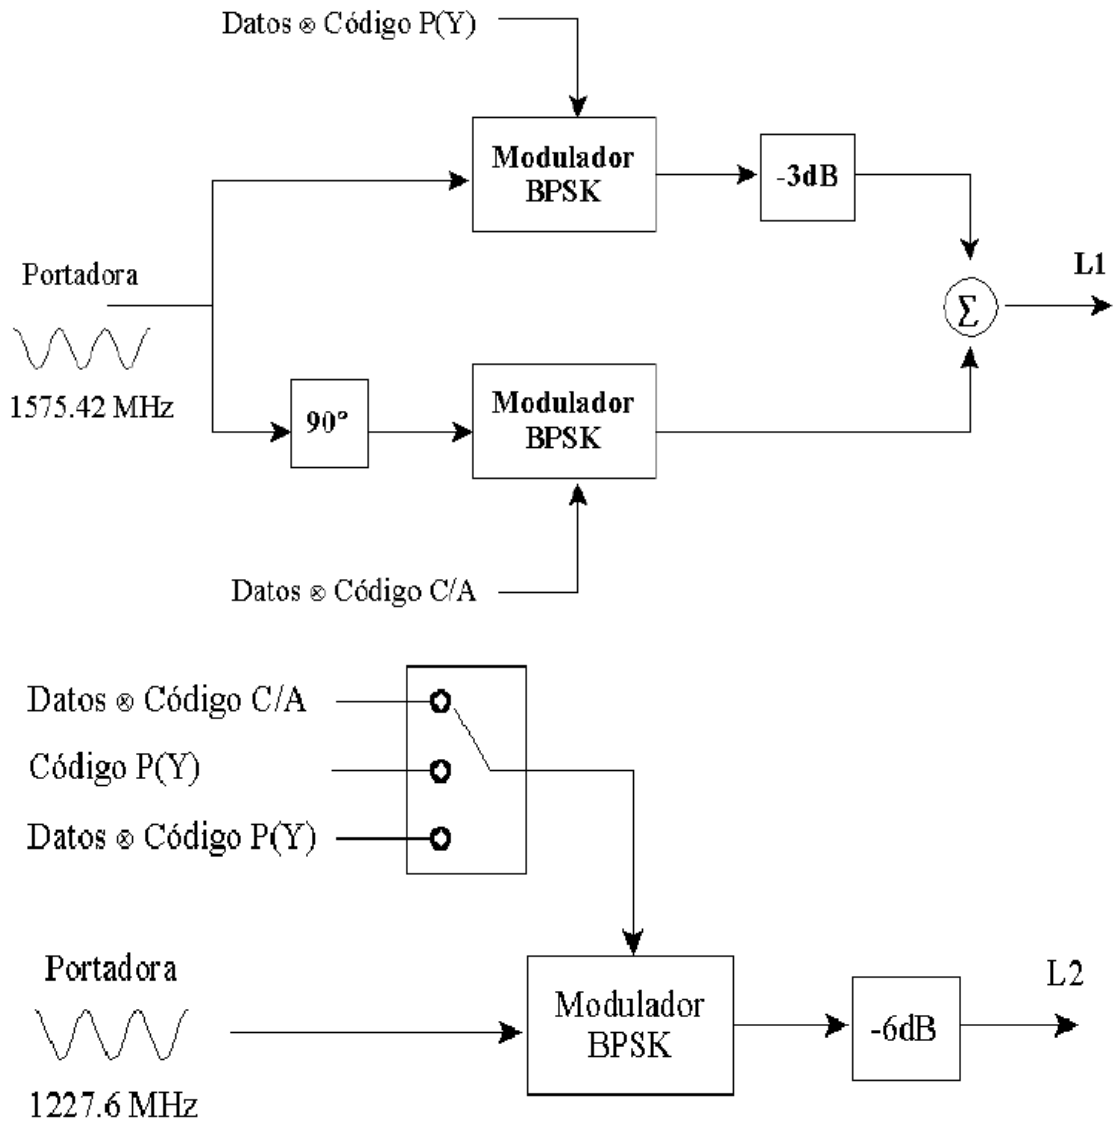 Datos ⊗ Código P(Y)
Modulador
BPSK
-3dB
Portadora
1575.42 MHz
L1
Σ
90°
Modulador
BPSK
Datos ⊗ Código C/A
Datos ⊗ Código C/A
Código P(Y)
Datos ⊗ Código P(Y)
Portadora
1227.6 MHz
Modulador
BPSK
-6dB
L2